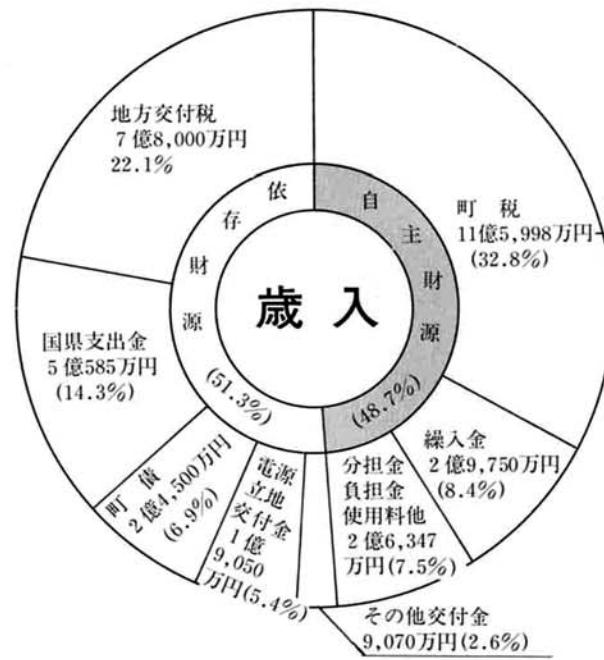 歳入
自主財源
(48.7%)
依存財源
(51.3%)
町税
11億5,998万円
(32.8%)
繰入金
2億9,750万円
(8.4%)
分担金
負担金
使用料他
2億6,347
万円(7.5%)
その他交付金
9,070万円(2.6%)
電源
立地
交付金
1億
9,050
万円(5.4%)
町債
2億4,500万円
(6.9%)
国県支出金
5億585万円
(14.3%)
地方交付税
7億8,000万円
22.1%